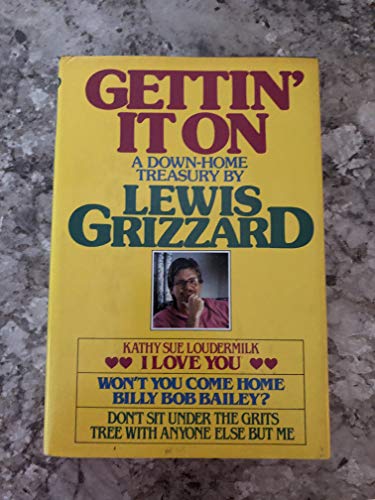 GETTIN'
IT ON
A DOWN-HOME
TREASURY BY
LEWIS
GRIZZARD
KATHY SUE LOUDERMILK
I LOVE YOU
WON'T YOU COME HOME
BILLY BOB BAILEY?
DON'T SIT UNDER THE GRITS
TREE WITH ANYONE ELSE BUT ME